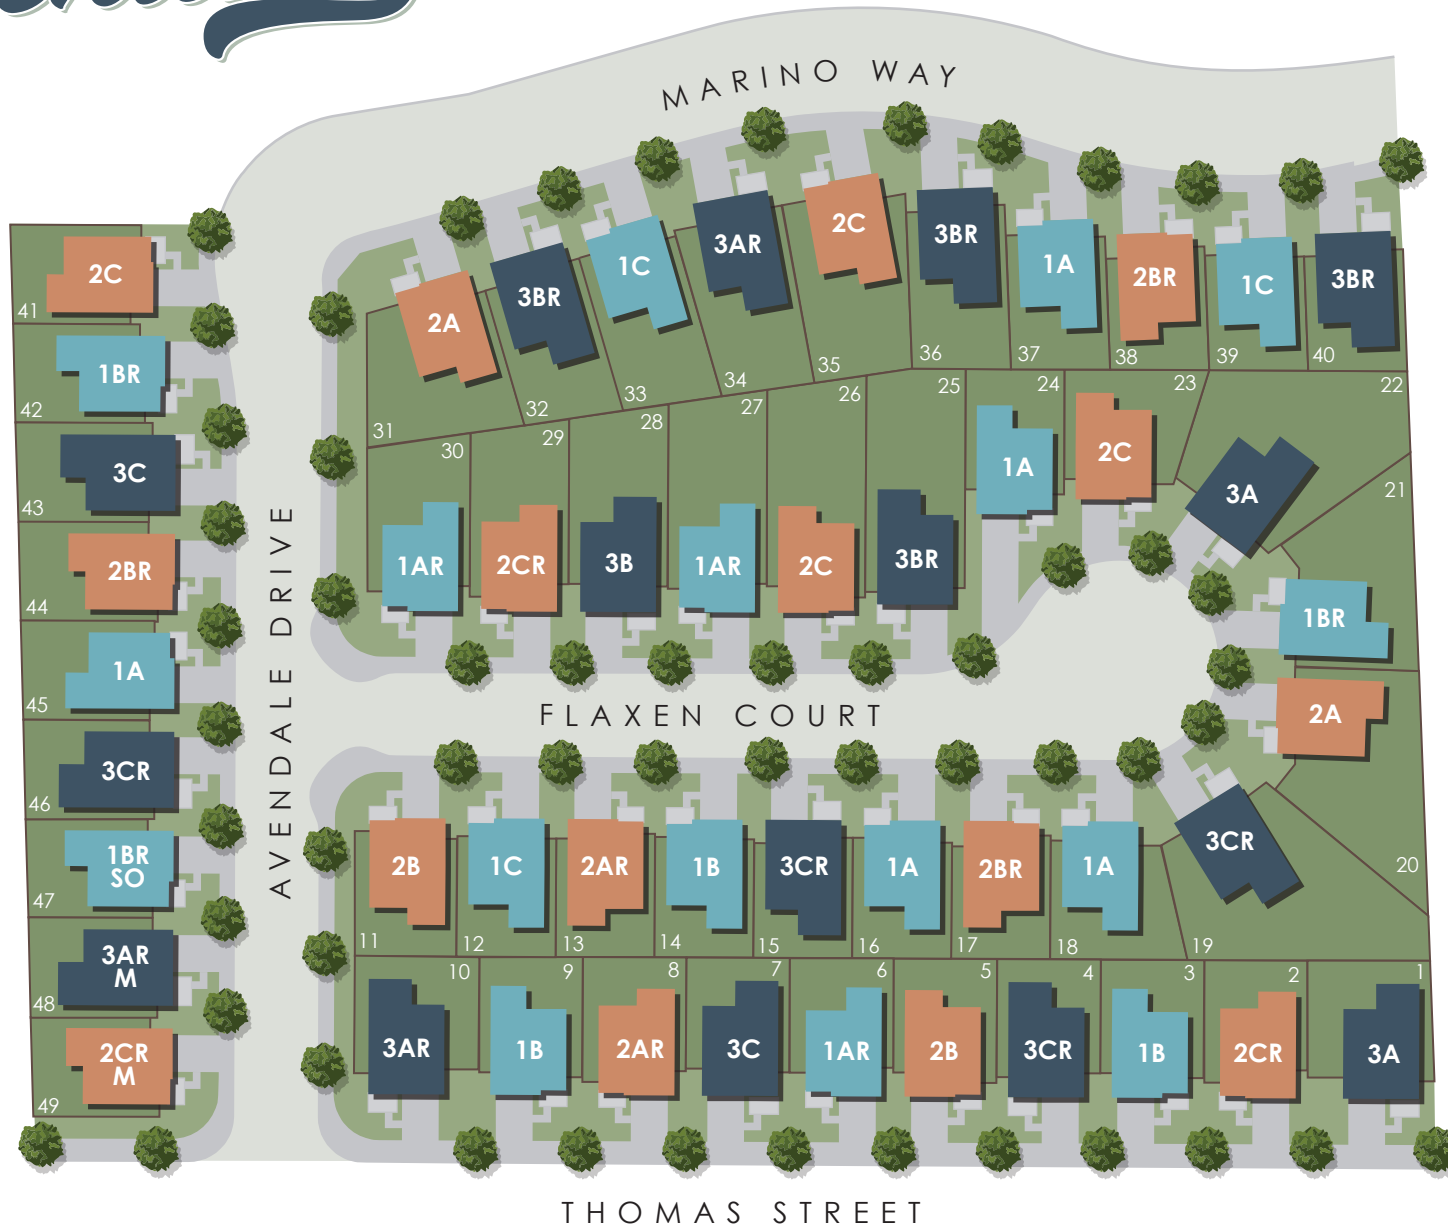 MARINO WAY
2C
41
1BR
42
3C
43
2BR
44
1A
45
3CR
46
1BR
SO
47
3AR
M
48
2CR
M
49
AVENDALE DRIVE
2A
31
3BR
32
1C
33
3AR
34
2C
35
3BR
36
1A
37
2BR
38
1C
39
3BR
40
30
1AR
29
2CR
28
3B
27
1AR
26
2C
25
3BR
24
1A
23
2C
22
3A
21
1BR
2A
20
3CR
19
FLAXEN COURT
2B
11
1C
12
2AR
13
1B
14
3CR
15
1A
16
2BR
17
1A
18
10
3AR
9
1B
8
2AR
7
3C
6
1AR
5
2B
4
3CR
3
1B
2
2CR
1
3A
THOMAS STREET